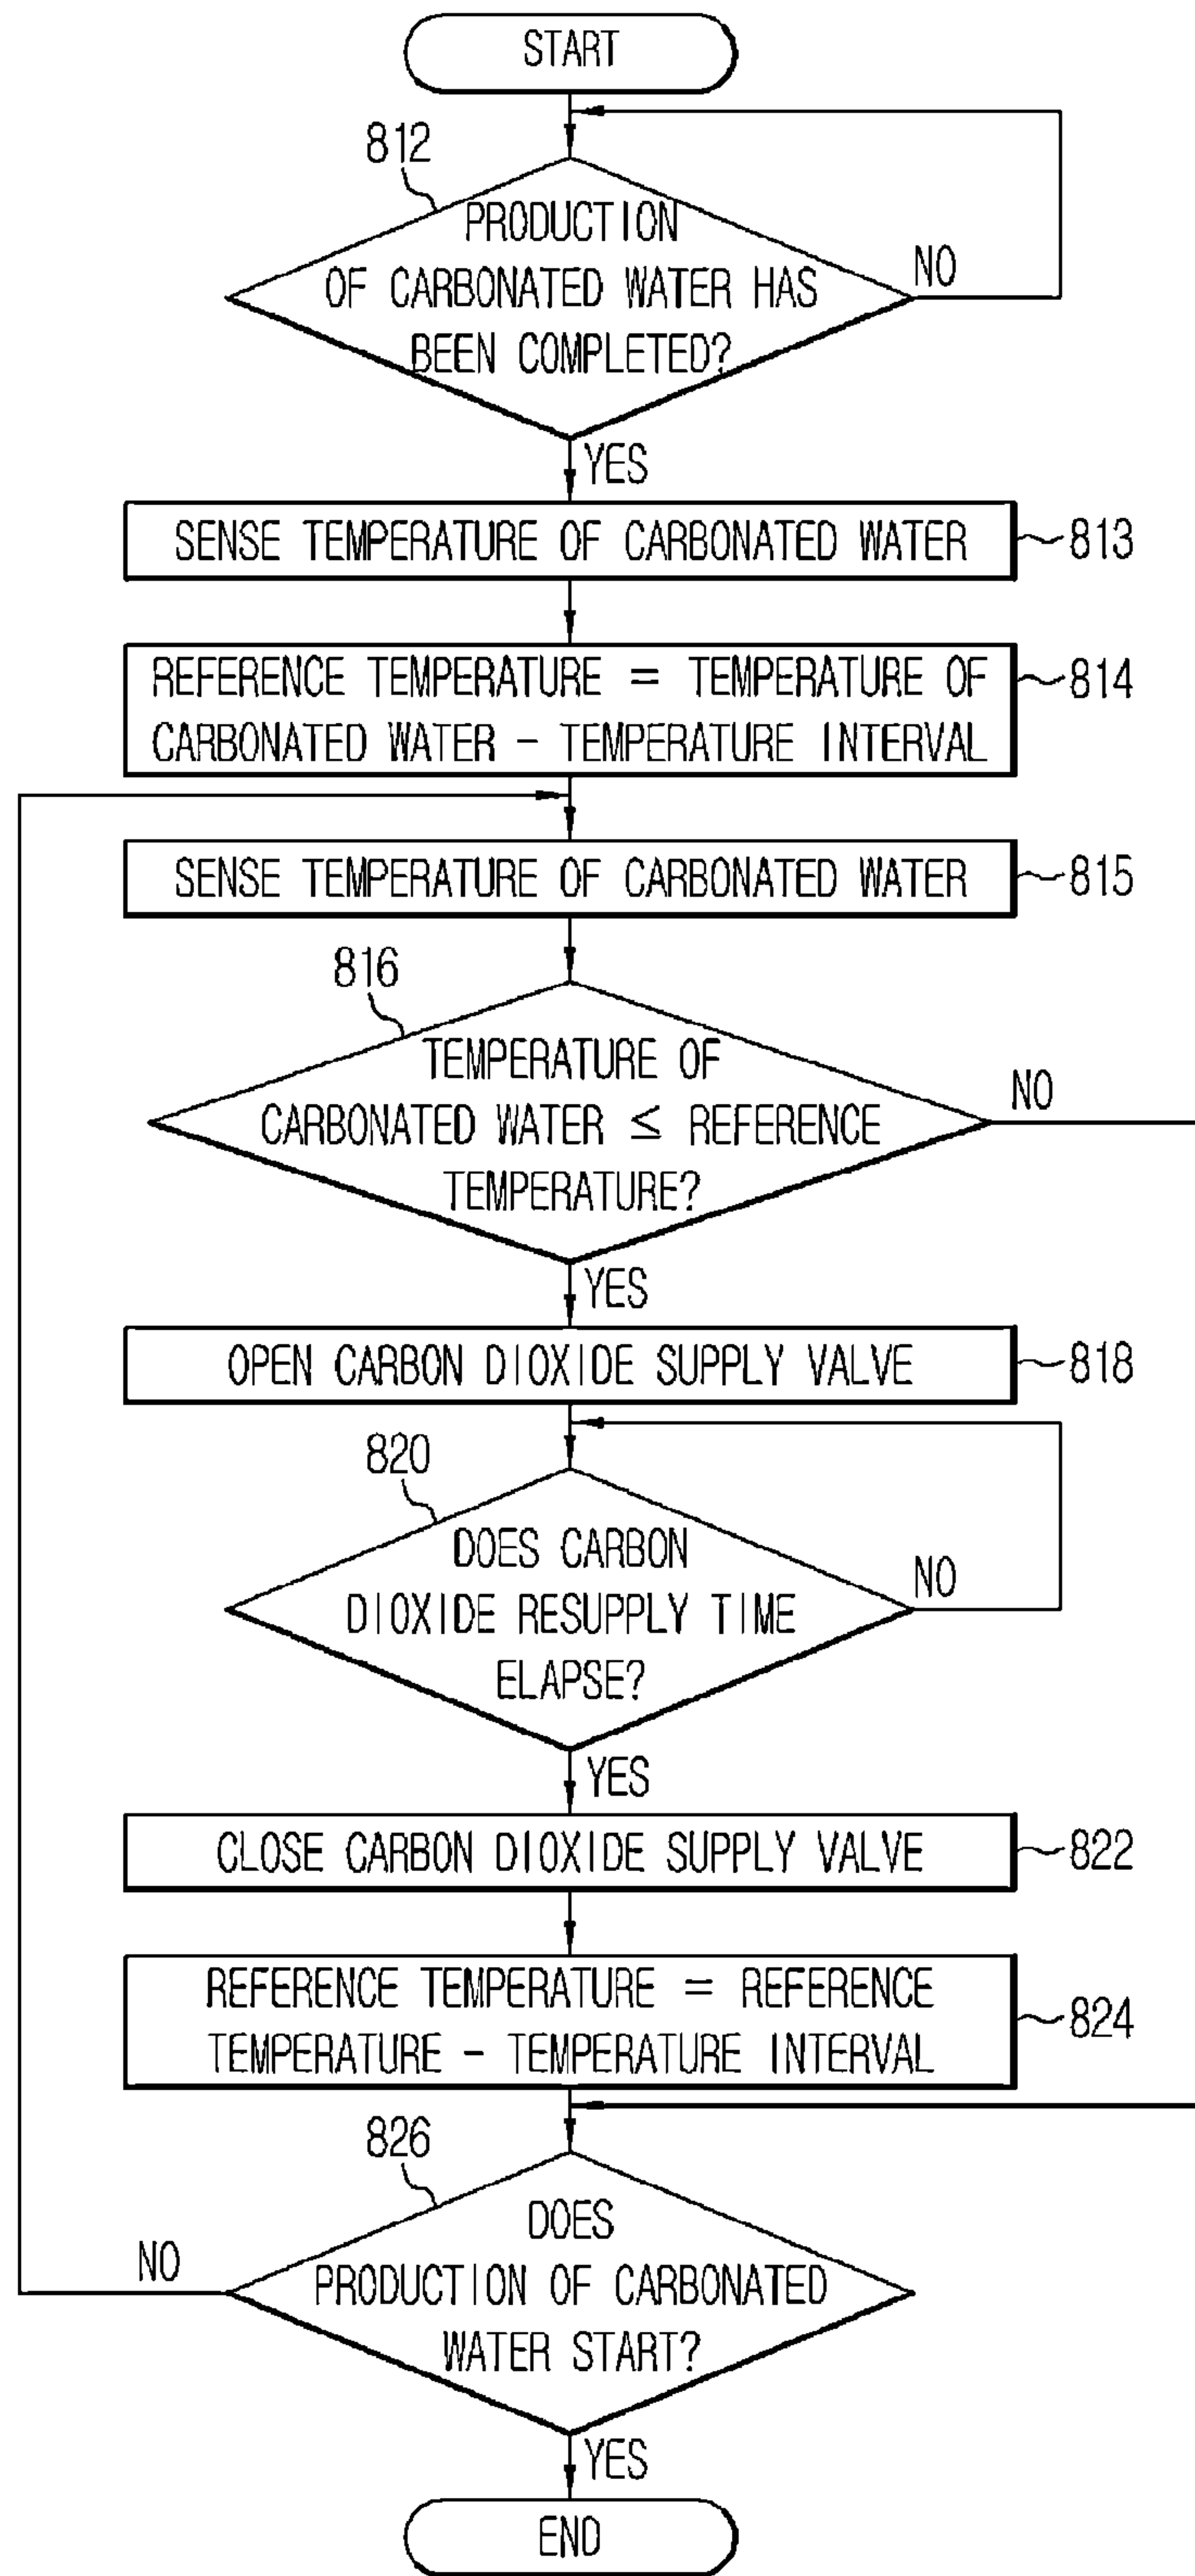 START
812
PRODUCTION
OF CARBONATED WATER HAS
BEEN COMPLETED?
NO
YES
SENSE TEMPERATURE OF CARBONATED WATER
813
REFERENCE TEMPERATURE = TEMPERATURE OF
CARBONATED WATER - TEMPERATURE INTERVAL
814
SENSE TEMPERATURE OF CARBONATED WATER
815
816
TEMPERATURE OF
CARBONATED WATER ≤ REFERENCE
TEMPERATURE?
NO
YES
OPEN CARBON DIOXIDE SUPPLY VALVE
818
820
DOES CARBON
DIOXIDE RESUPPLY TIME
ELAPSE?
NO
YES
CLOSE CARBON DIOXIDE SUPPLY VALVE
822
REFERENCE TEMPERATURE = REFERENCE
TEMPERATURE - TEMPERATURE INTERVAL
824
826
DOES
PRODUCTION OF CARBONATED
WATER START?
NO
YES
END